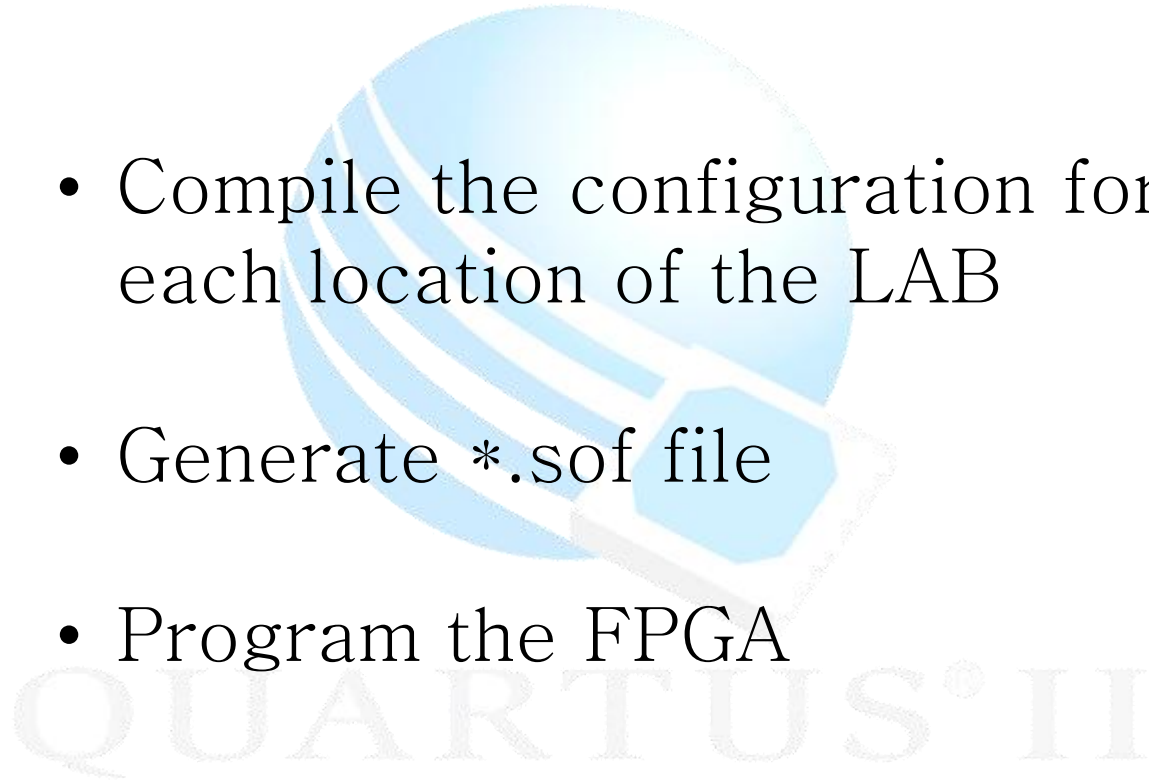 • Compile the configuration for
each location of the LAB
• Generate *.sof file
• Program the FPGA
QUARTUS® II